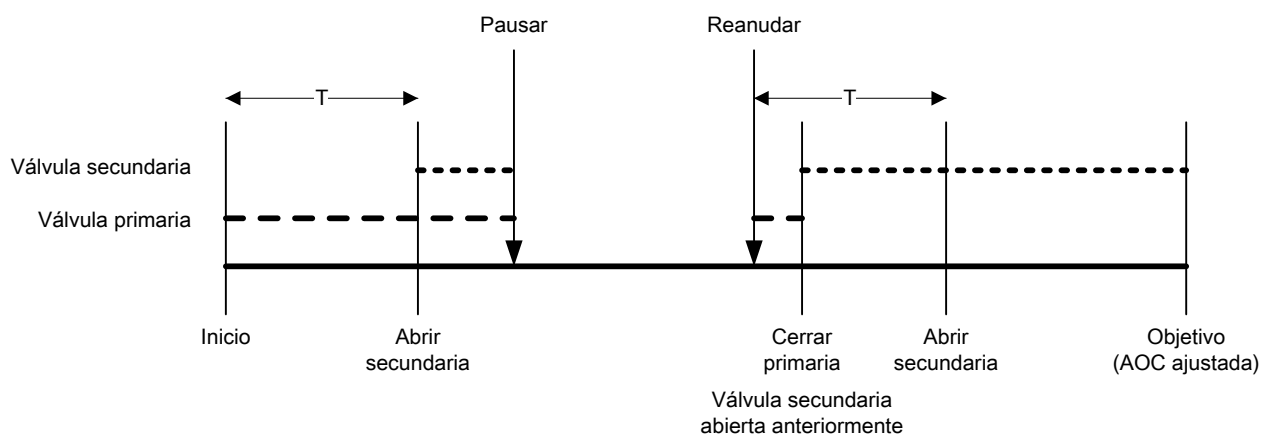 Pausar
Reanudar
T
T
Válvula secundaria
Válvula primaria
Inicio
Abrir
secundaria
Cerrar
primaria
Válvula secundaria
abierta anteriormente
Abrir
secundaria
Objetivo
(AOC ajustada)